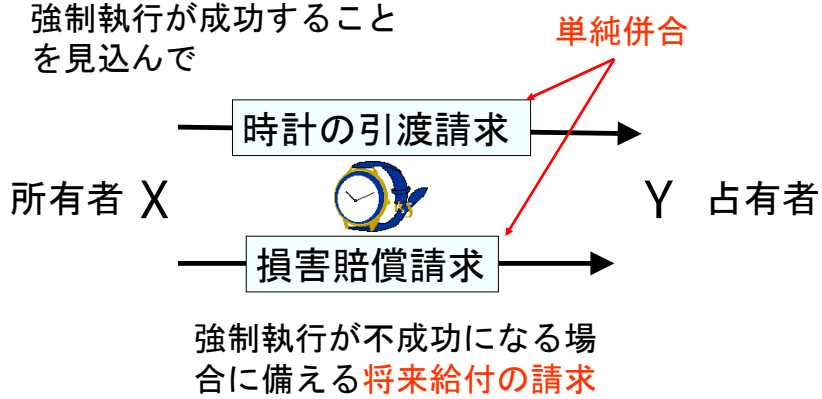 強制執行が成功すること
を見込んで
単純併合
時計の引渡請求
所有者 X
Y 占有者
損害賠償請求
強制執行が不成功になる場
合に備える将来給付の請求